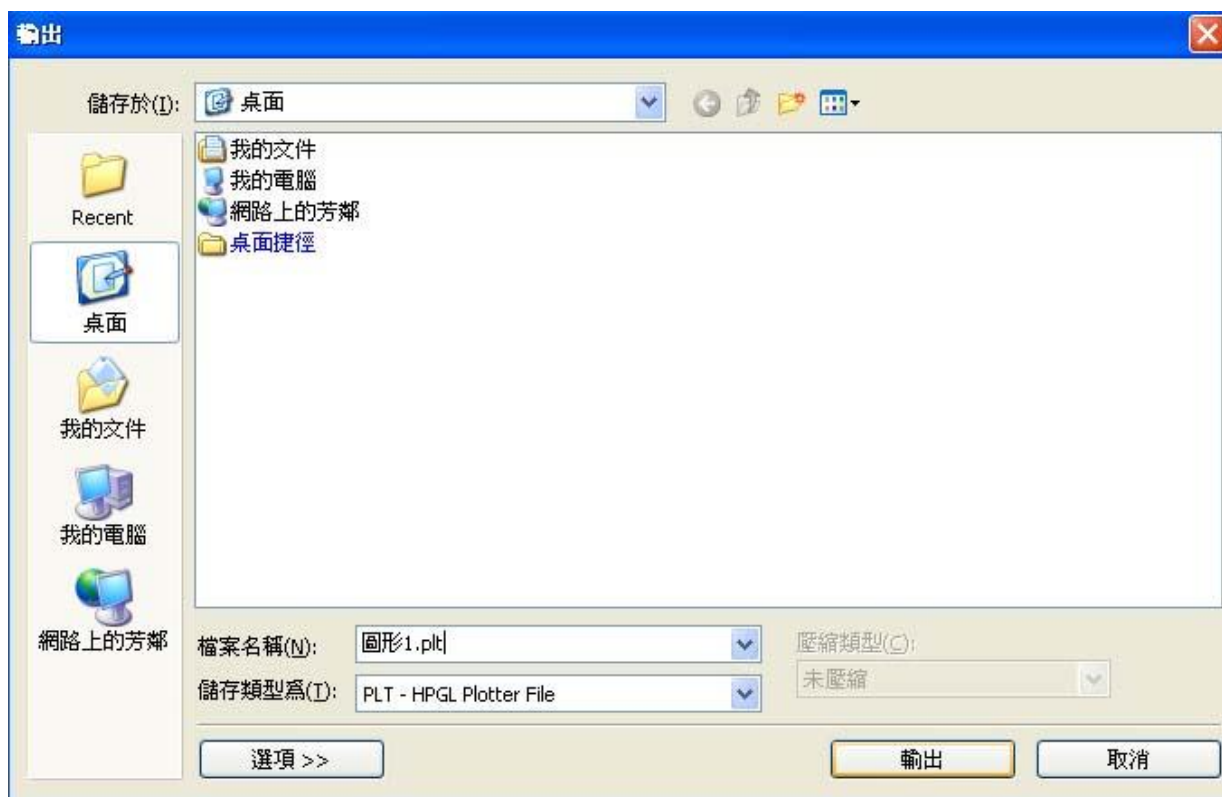 輸出
儲存於(I): 桌面
Recent
桌面
我的文件
我的電腦
網路上的芳鄰
我的文件
我的電腦
網路上的芳鄰
桌面捷徑
檔案名稱(N): 圖形1.plt
儲存類型為(T): PLT - HPGL Plotter File
壓縮類型(C):
未壓縮
選項 >>
輸出
取消